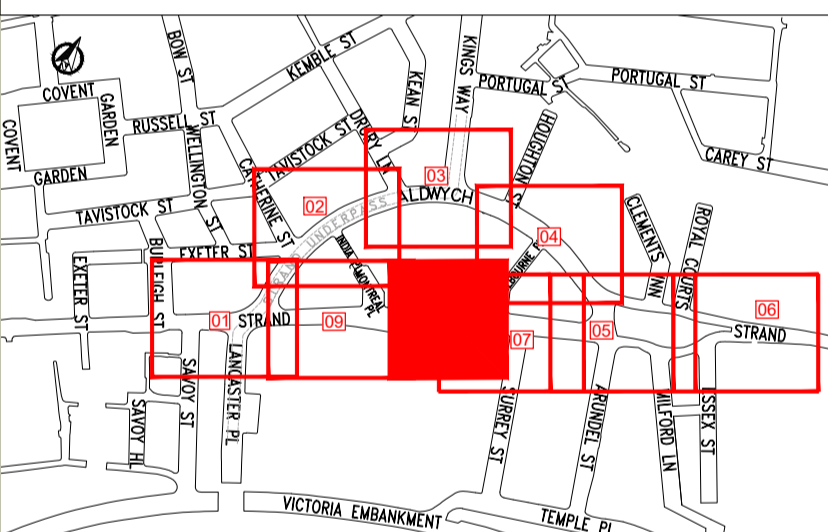 BOW ST
KEMBLE ST
KINGS WAY
PORTUGAL ST
PORTUGAL ST
KEAN ST
COVENT
GARDEN
COVENT
GARDEN
RUSSELL ST
WELLINGTON ST
DRURY LN
HOUGHTON ST
CAREY ST
TAVISTOCK ST
CATHERINE ST
03
02
ALDWYCH
TAVISTOCK ST
STRAND UNDERPASS
04
CLEMENTS INN
ROYAL COURTS
EXETER ST
BURLEIGH ST
EXETER ST
INDIA PL
MONTREAL PL
01
STRAND
09
07
05
06
STRAND
LANCASTER PL
SAVOY ST
SAVOY HL
SURREY ST
ARUNDEL ST
MILFORD LN
ESSEX ST
VICTORIA EMBANKMENT
TEMPLE PL